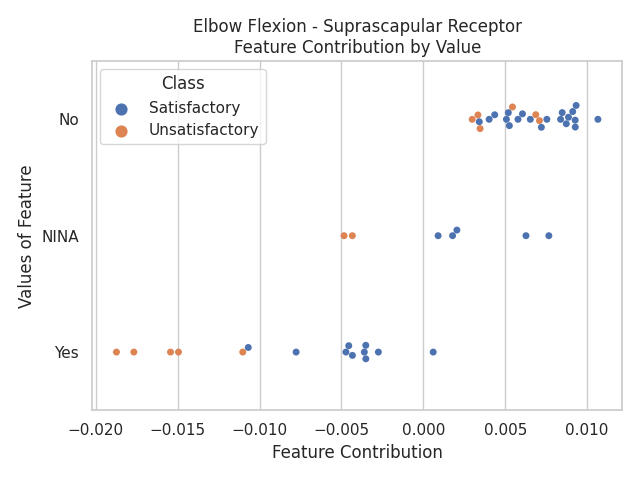 Elbow Flexion - Suprascapular Receptor
Feature Contribution by Value
Class
Satisfactory
Unsatisfactory
Values of Feature
No
NINA
Yes
−0.020 −0.015 −0.010 −0.005 0.000 0.005 0.010
Feature Contribution